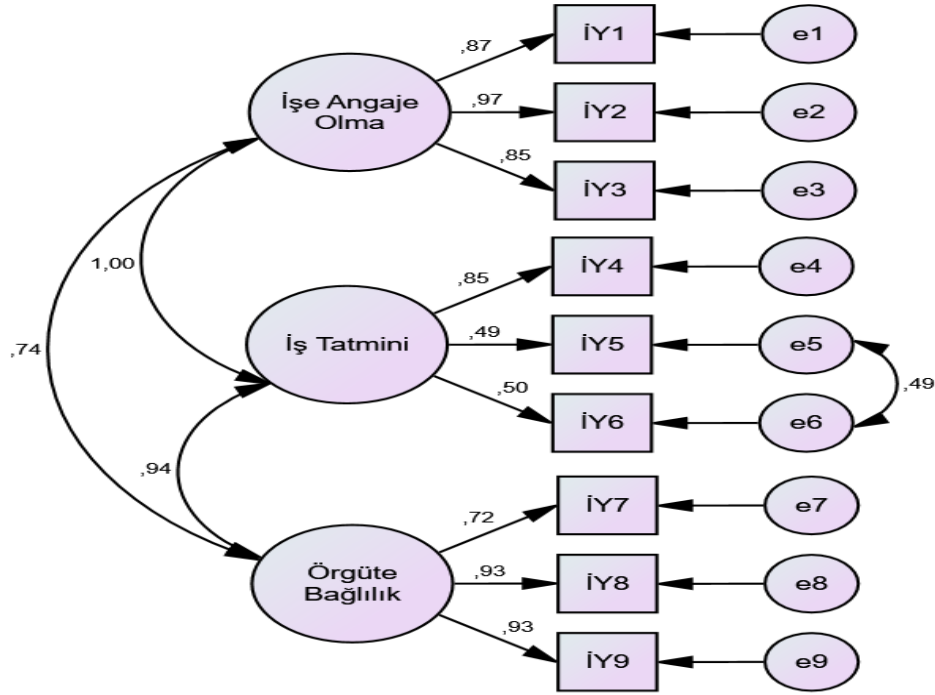 İşe Angaje
Olma
İş Tatmini
Örgüte
Bağlılık
İY1
İY2
İY3
İY4
İY5
İY6
İY7
İY8
İY9
e1
e2
e3
e4
e5
e6
e7
e8
e9
,87
,97
,85
,85
,49
,50
,72
,93
,93
1,00
,74
,94
,49